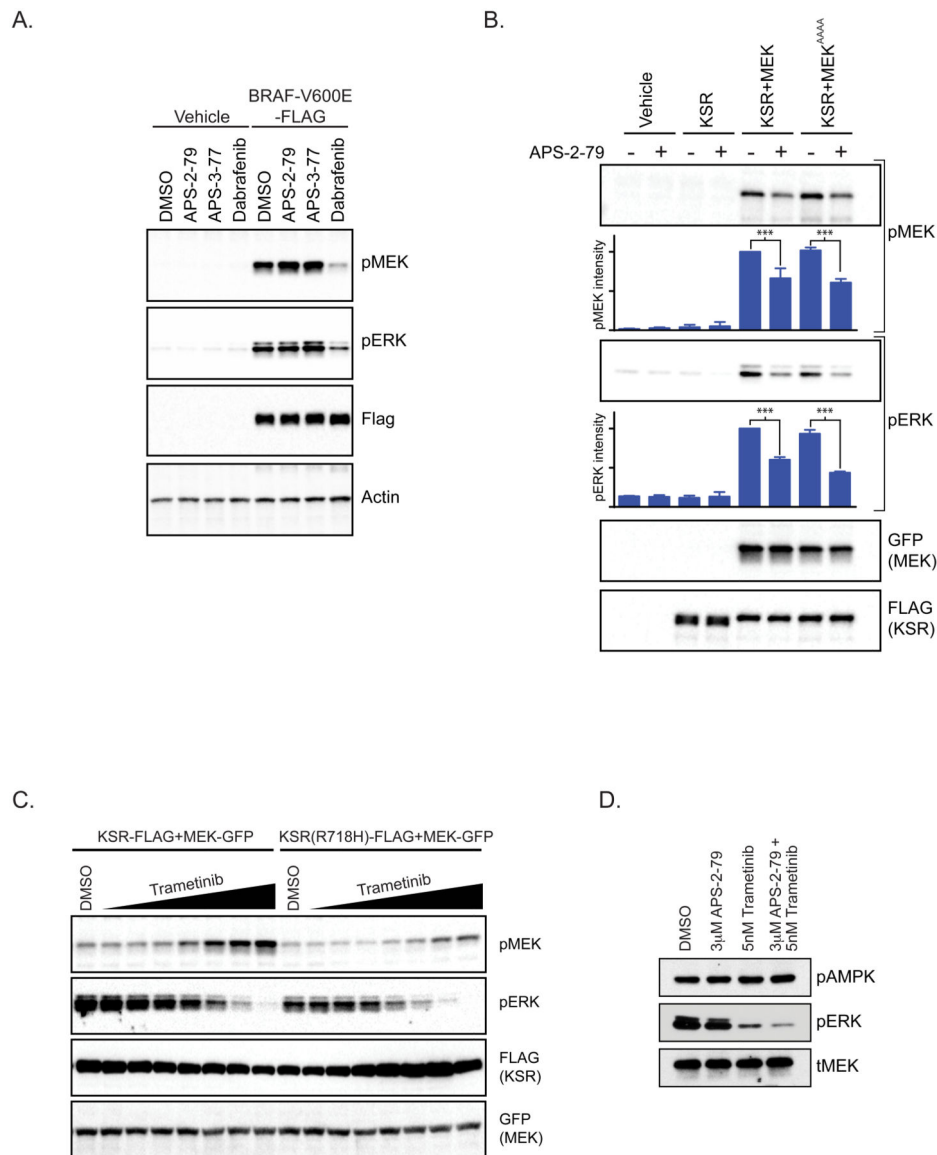 A.
Vehicle
BRAF-V600E
-FLAG
DMSO
APS-2-79
APS-3-77
Dabrafenib
DMSO
APS-2-79
APS-3-77
Dabrafenib
pMEK
pERK
Flag
Actin
B.
Vehicle
KSR
KSR+MEK
KSR+MEK^AAAA
APS-2-79
- + - + - + - +
pMEK
pMEK intensity
*** ***
pERK
pERK intensity
*** ***
GFP
(MEK)
FLAG
(KSR)
C.
KSR-FLAG+MEK-GFP
KSR(R718H)-FLAG+MEK-GFP
DMSO
Trametinib
DMSO
Trametinib
pMEK
pERK
FLAG
(KSR)
GFP
(MEK)
D.
DMSO
3μM APS-2-79
5nM Trametinib
3μM APS-2-79 +
5nM Trametinib
pAMPK
pERK
tMEK